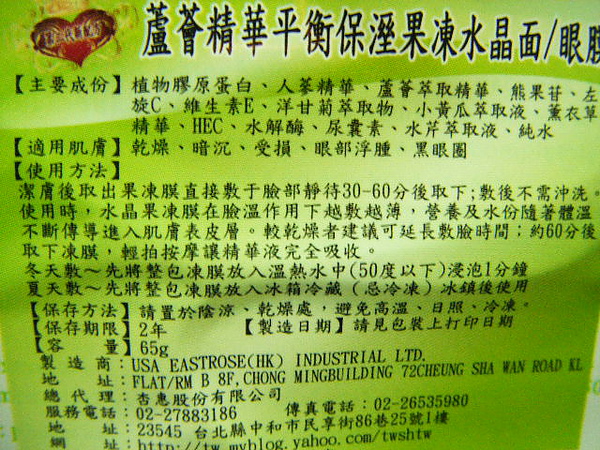 蘆薈精華平衡保溼果凍水晶面/眼膜
【主要成份】植物膠原蛋白、人蔘精華、蘆薈萃取精華、熊果苷、左
旋C、維生素E、洋甘菊萃取物、小黃瓜萃取液、薰衣草
精華、HEC、水解酶、尿囊素、水芹萃取液、純水
【適用肌膚】乾燥、暗沉、受損、眼部浮腫、黑眼圈
【使用方法】
潔膚後取出果凍膜直接敷于臉部靜待30-60分後取下;敷後不需沖洗。
使用時，水晶果凍膜在臉溫作用下越敷越薄，營養及水份隨著體溫
不斷傳導進入肌膚表皮層。較乾燥者建議可延長敷臉時間；約60分後
取下凍膜，輕拍按摩讓精華液完全吸收。
冬天敷～先將整包凍膜放入溫熱水中(50度以下)浸泡1分鐘
夏天敷～先將整包凍膜放入冰箱冷藏（忌冷凍）冰鎮後使用
【保存方法】請置於陰涼、乾燥處，避免高溫、日照、冷凍。
【保存期限】2年 【製造日期】請見包裝上打印日期
【容 量】65g
製 造 商:USA EASTROSE(HK) INDUSTRIAL LTD.
地 址:FLAT/RM B 8F,CHONG MINGBUILDING 72CHEUNG SHA WAN ROAD KL
總 代 理:杏惠股份有限公司
服務電話:02-27883186 傳真電話:02-26535980
地 址:23545 台北縣中和市民享街86巷25號1樓
網 址:http://tw.myblog.yahoo.com/twshtw